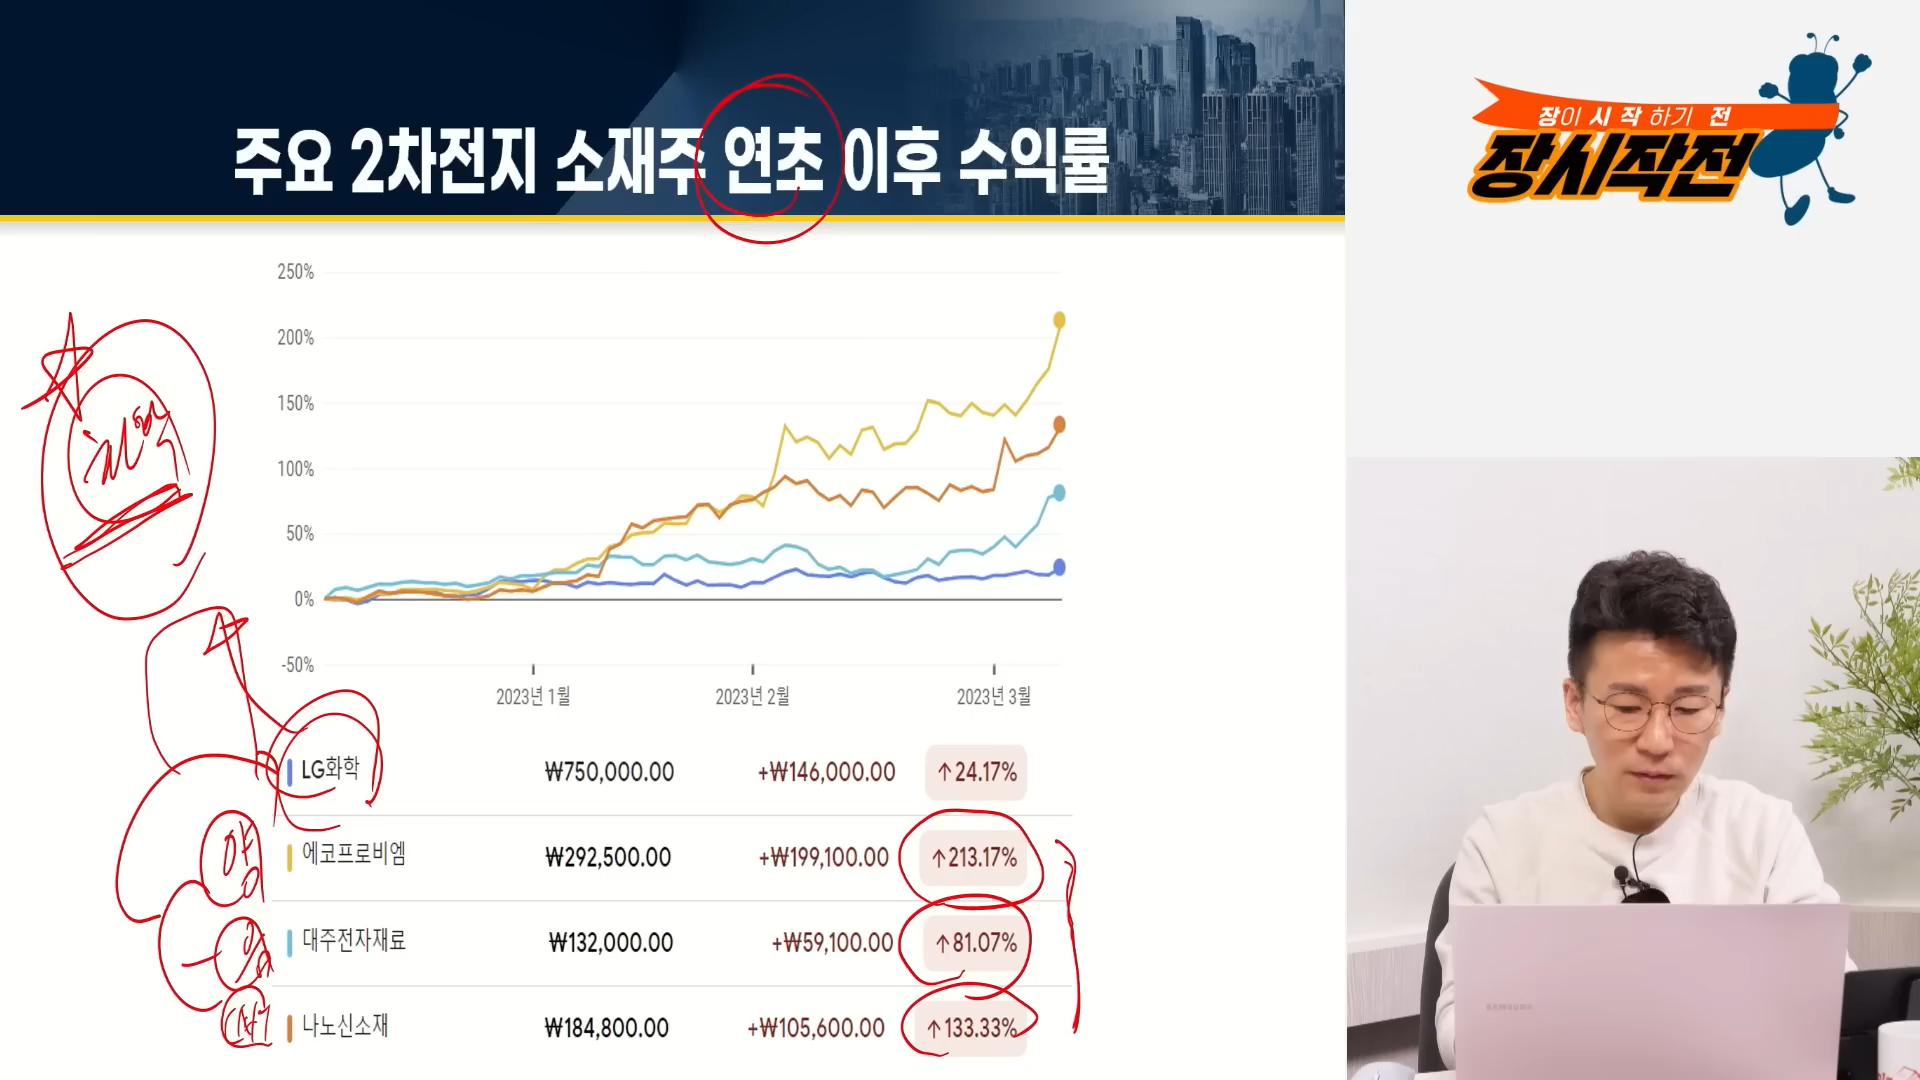 주요 2차전지 소재주 연초 이후 수익률
장이 시작하기 전
장시작전
250%
200%
150%
100%
50%
0%
-50%
2023년 1월 2023년 2월 2023년 3월
LG화학 ₩750,000.00 +₩146,000.00 ↑24.17%
에코프로비엠 ₩292,500.00 +₩199,100.00 ↑213.17%
대주전자재료 ₩132,000.00 +₩59,100.00 ↑81.07%
나노신소재 ₩184,800.00 +₩105,600.00 ↑133.33%
양
음
SAMSUNG